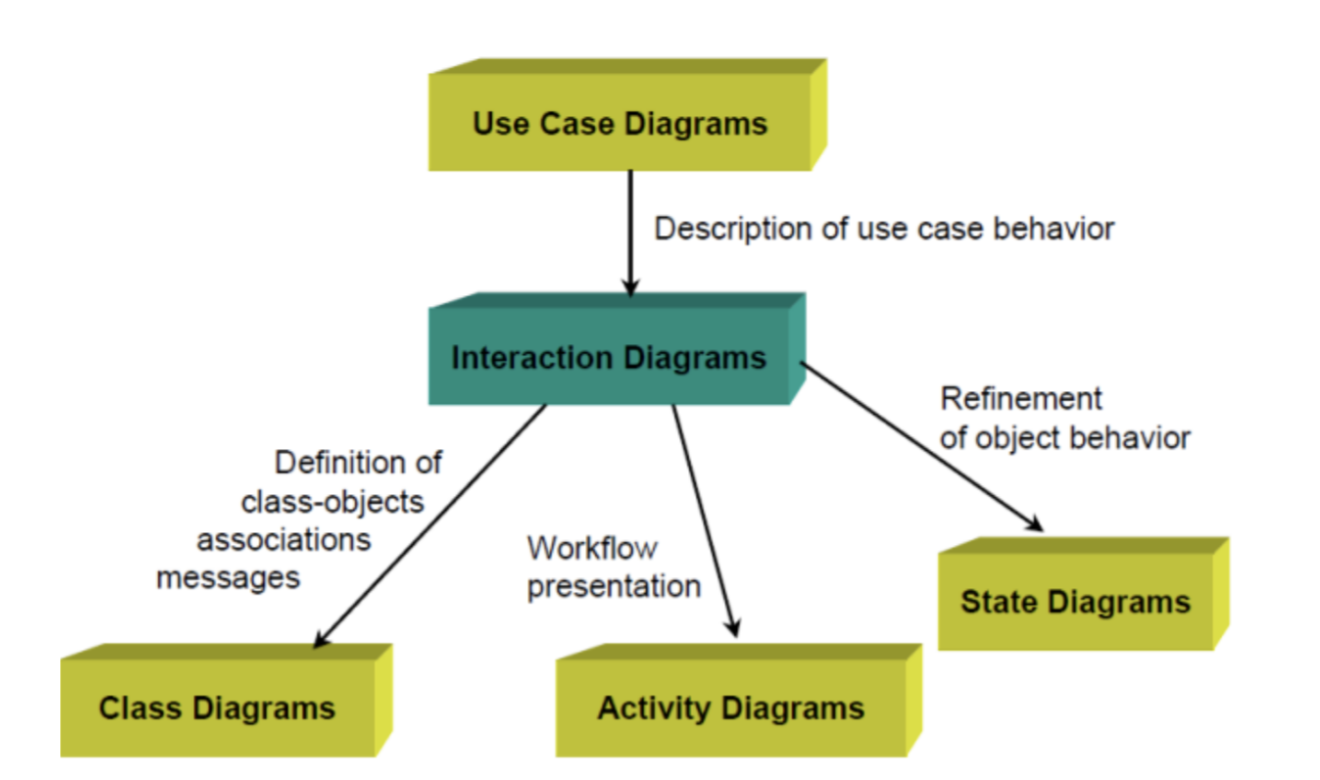 Use Case Diagrams
Description of use case behavior
Interaction Diagrams
Refinement
of object behavior
Definition of
class-objects
associations
messages
Workflow
presentation
State Diagrams
Class Diagrams
Activity Diagrams